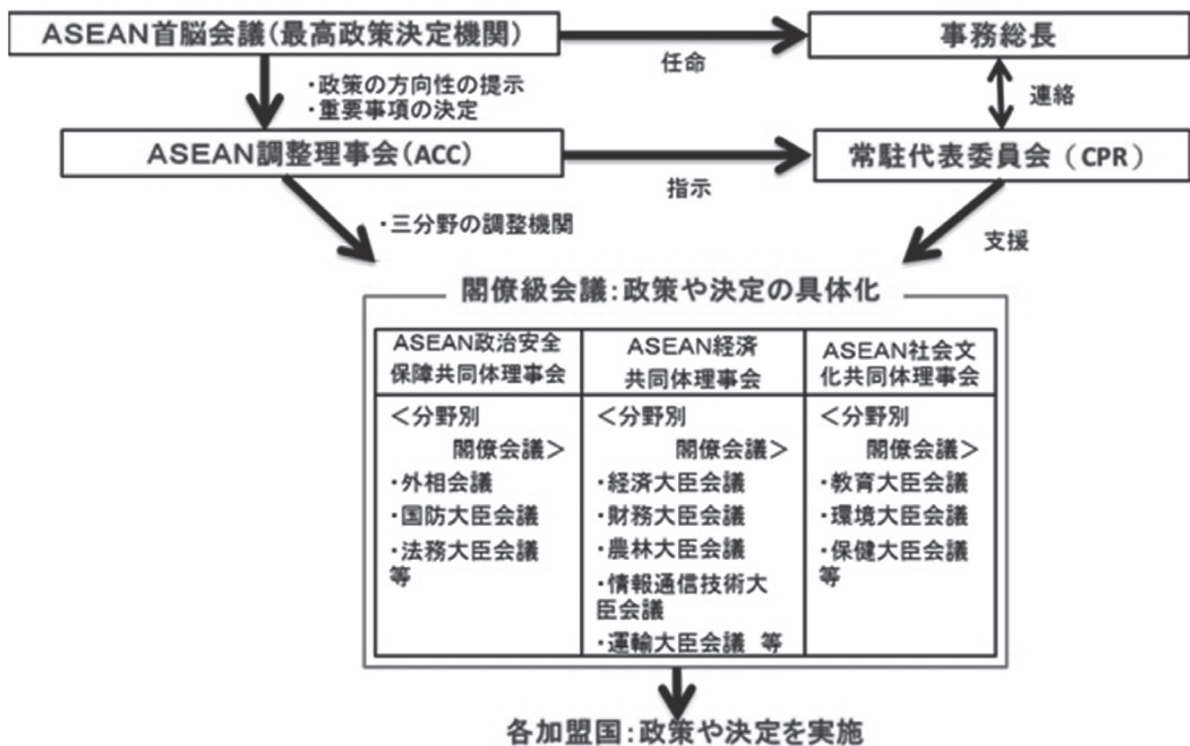 ASEAN首脳会議(最高政策決定機関)
事務総長
任命
・政策の方向性の提示
・重要事項の決定
連絡
ASEAN調整理事会(ACC)
常駐代表委員会(CPR)
指示
・三分野の調整機関
支援
閣僚級会議:政策や決定の具体化
ASEAN政治安全
保障共同体理事会
ASEAN経済
共同体理事会
ASEAN社会文
化共同体理事会
<分野別
閣僚会議>
・外相会議
・国防大臣会議
・法務大臣会議
等
<分野別
閣僚会議>
・経済大臣会議
・財務大臣会議
・農林大臣会議
・情報通信技術大
臣会議
・運輸大臣会議 等
<分野別
閣僚会議>
・教育大臣会議
・環境大臣会議
・保健大臣会議
等
各加盟国:政策や決定を実施